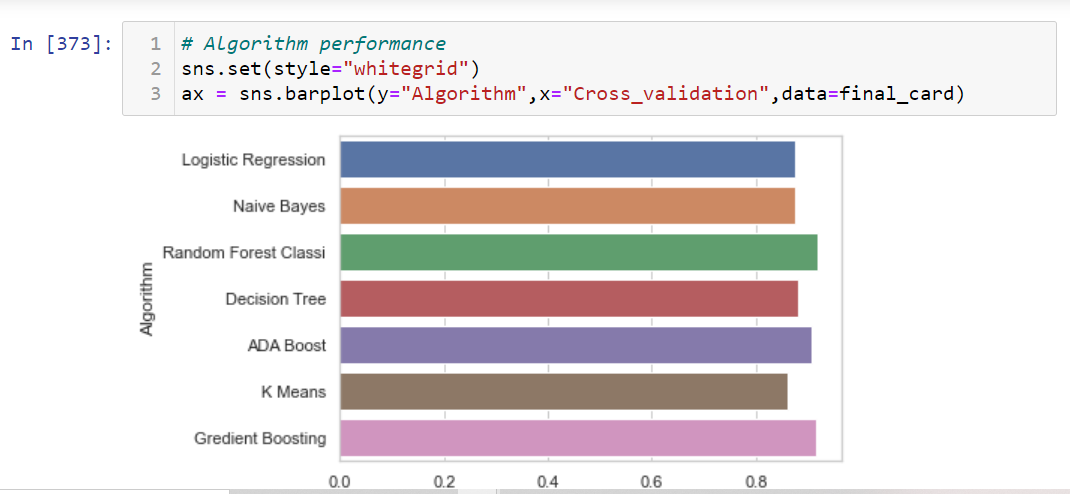 In [373]:
1 # Algorithm performance
2 sns.set(style="whitegrid")
3 ax = sns.barplot(y="Algorithm",x="Cross_validation",data=final_card)
Logistic Regression
Naive Bayes
Random Forest Classi
Decision Tree
ADA Boost
K Means
Gredient Boosting
Algorithm
0.0 0.2 0.4 0.6 0.8